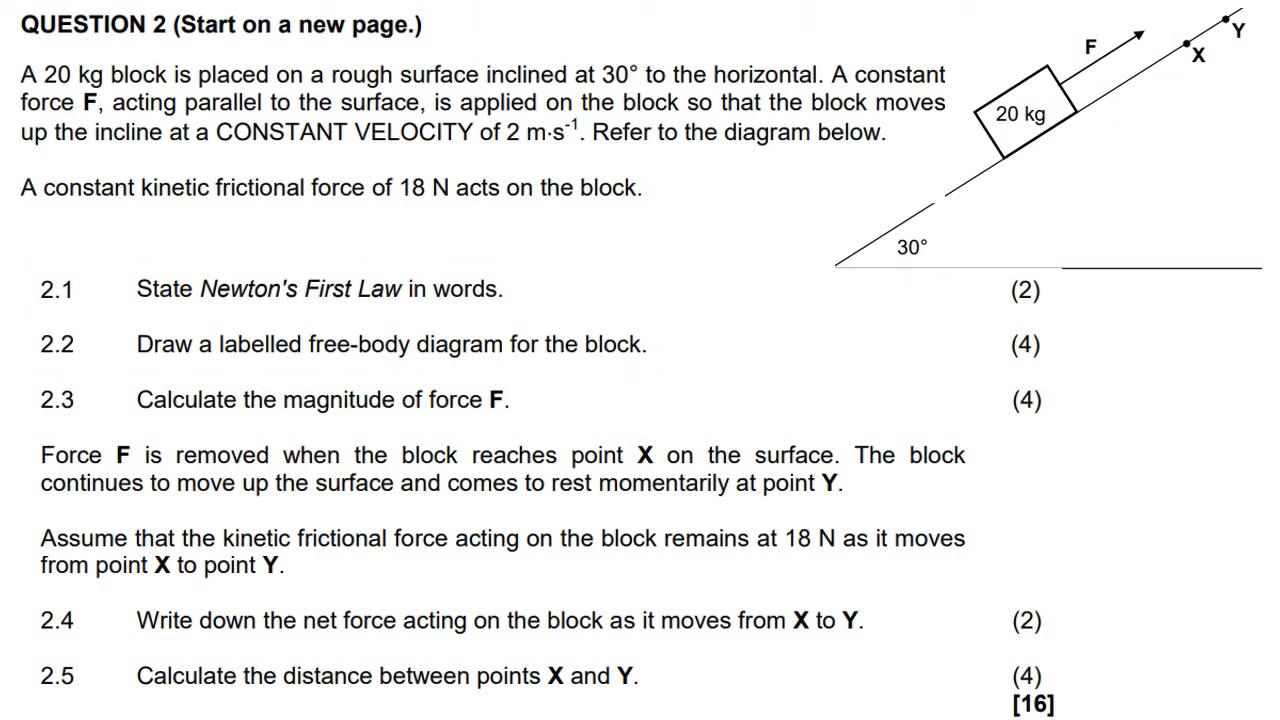 QUESTION 2 (Start on a new page.)
A 20 kg block is placed on a rough surface inclined at 30° to the horizontal. A constant
force F, acting parallel to the surface, is applied on the block so that the block moves
up the incline at a CONSTANT VELOCITY of 2 m·s⁻¹. Refer to the diagram below.
A constant kinetic frictional force of 18 N acts on the block.
Y
F
X
20 kg
30°
2.1 State Newton's First Law in words. (2)
2.2 Draw a labelled free-body diagram for the block. (4)
2.3 Calculate the magnitude of force F. (4)
Force F is removed when the block reaches point X on the surface. The block
continues to move up the surface and comes to rest momentarily at point Y.
Assume that the kinetic frictional force acting on the block remains at 18 N as it moves
from point X to point Y.
2.4 Write down the net force acting on the block as it moves from X to Y. (2)
2.5 Calculate the distance between points X and Y. (4)
[16]